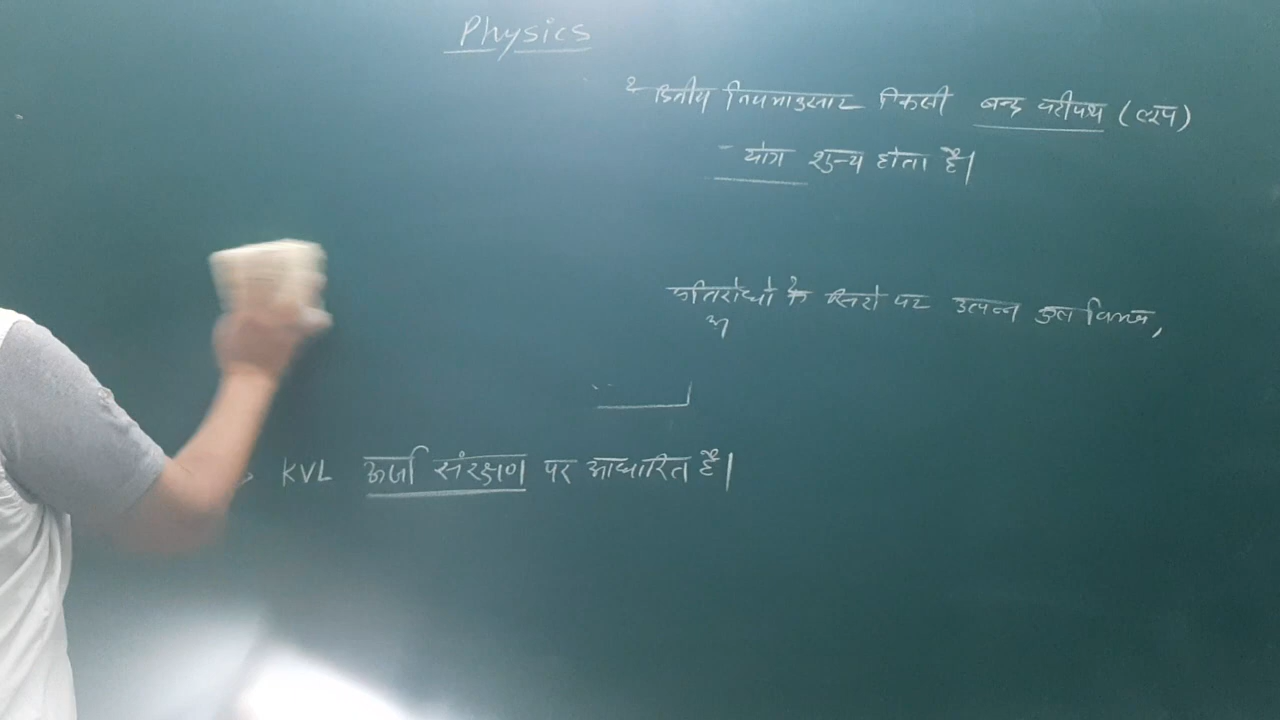 Physics
द्वितीय नियमानुसार किसी बन्द परीपथ (लूप)
योग शुन्य होता है।
प्रतिरोधो के सिरो पर उत्पन्न कुल विभव,
KVL ऊर्जा संरक्षण पर आधारित है।